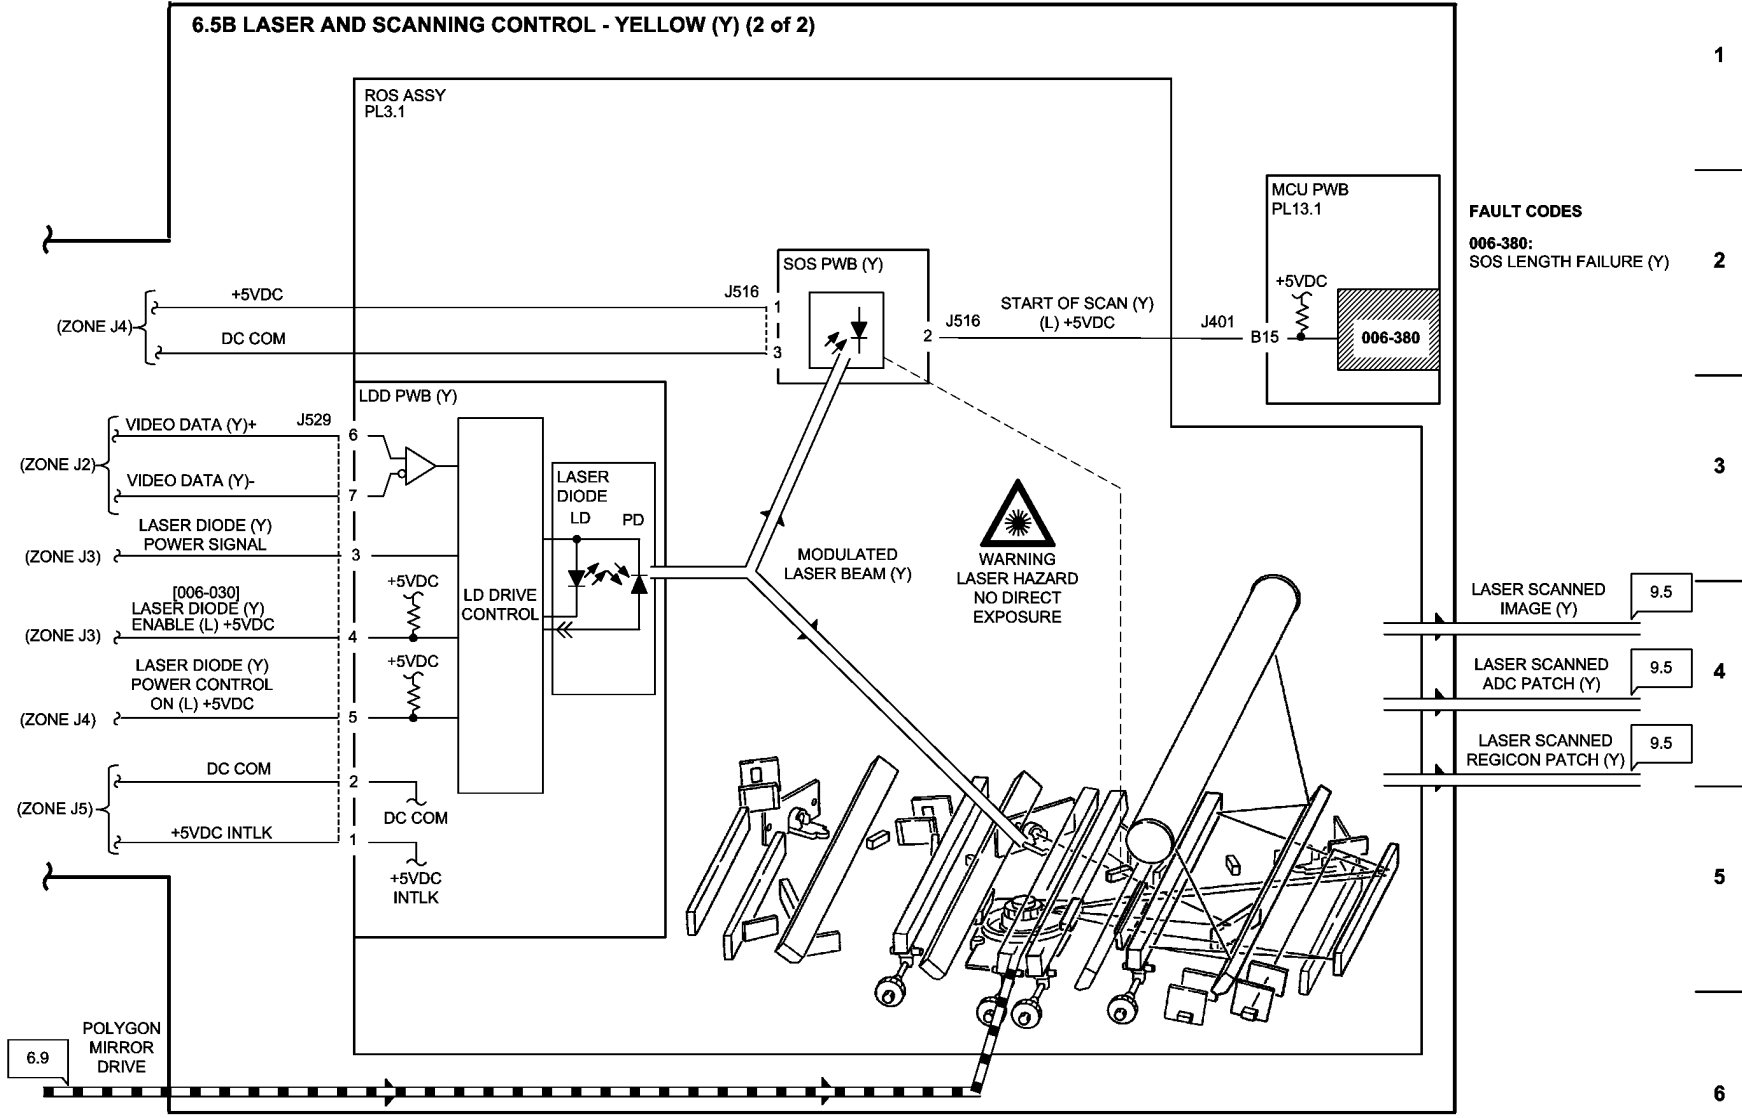 6.5B LASER AND SCANNING CONTROL - YELLOW (Y) (2 of 2)
1
ROS ASSY
PL3.1
MCU PWB
PL13.1
FAULT CODES
006-380:
SOS LENGTH FAILURE (Y)
2
SOS PWB (Y)
+5VDC
(ZONE J4)
+5VDC
DC COM
J516
1
3
2
J516
START OF SCAN (Y)
(L) +5VDC
J401
B15
006-380
LDD PWB (Y)
(ZONE J2)
VIDEO DATA (Y)+
VIDEO DATA (Y)-
J529
6
7
3
LASER
DIODE
LD
PD
LASER DIODE (Y)
POWER SIGNAL
(ZONE J3)
3
[006-030]
LASER DIODE (Y)
ENABLE (L) +5VDC
(ZONE J3)
4
+5VDC
LD DRIVE
CONTROL
LASER DIODE (Y)
POWER CONTROL
ON (L) +5VDC
(ZONE J4)
5
+5VDC
MODULATED
LASER BEAM (Y)
WARNING
LASER HAZARD
NO DIRECT
EXPOSURE
LASER SCANNED
IMAGE (Y)
9.5
LASER SCANNED
ADC PATCH (Y)
9.5
4
LASER SCANNED
REGICON PATCH (Y)
9.5
(ZONE J5)
DC COM
2
DC COM
+5VDC INTLK
1
+5VDC
INTLK
5
POLYGON
MIRROR
DRIVE
6.9
6